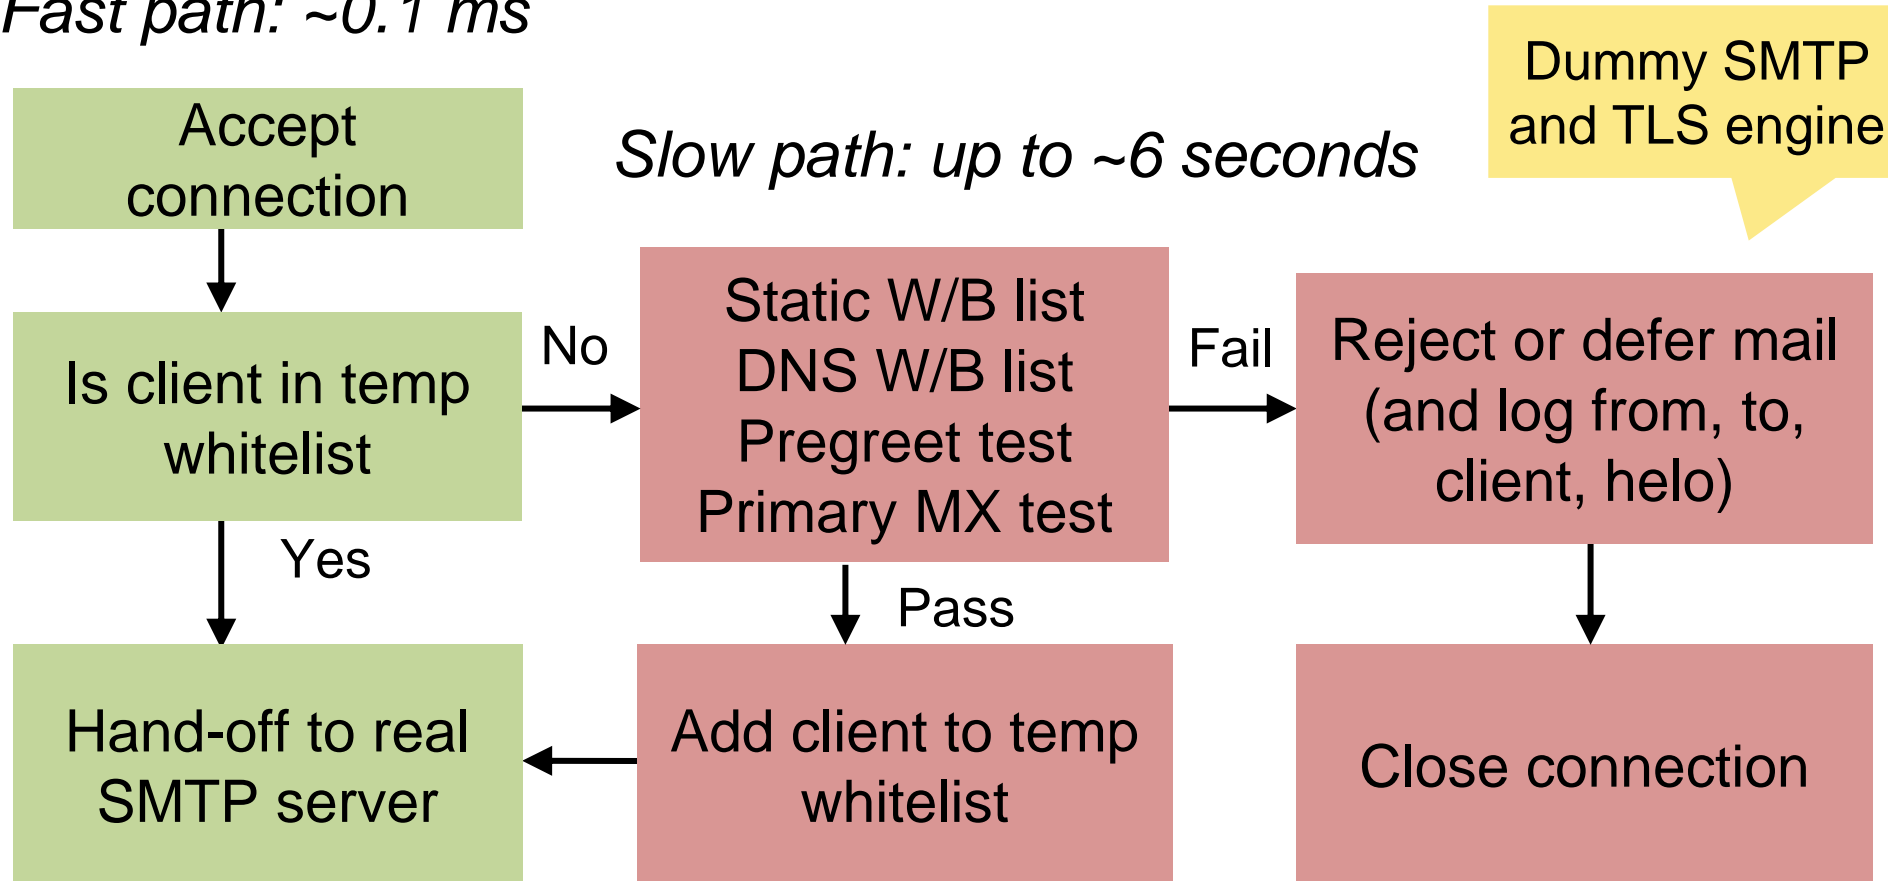 Fast path: ~0.1 ms
Dummy SMTP
and TLS engine
Accept
connection
Slow path: up to ~6 seconds
Is client in temp
whitelist
No
Static W/B list
DNS W/B list
Pregreet test
Primary MX test
Fail
Reject or defer mail
(and log from, to,
client, helo)
Yes
Pass
Hand-off to real
SMTP server
Add client to temp
whitelist
Close connection